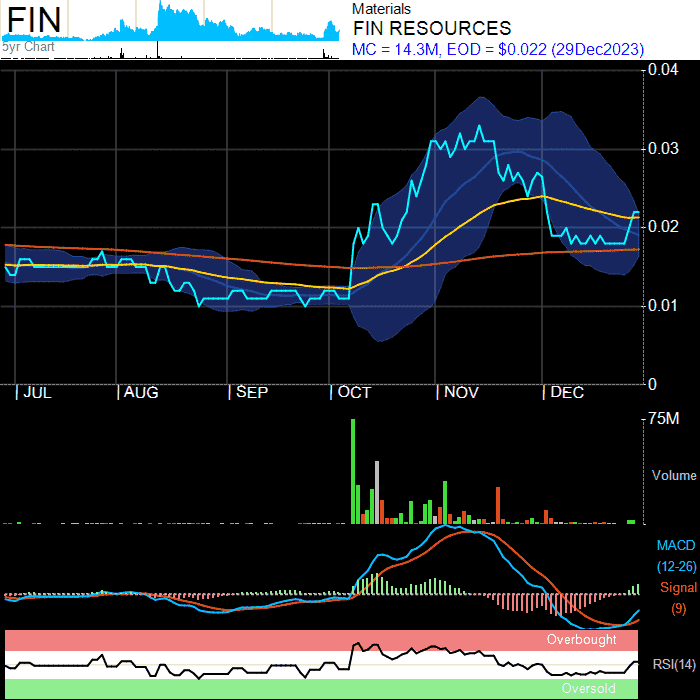 FIN
5yr Chart
Materials
FIN RESOURCES
MC = 14.3M, EOD = $0.022 (29Dec2023)
0.04
0.03
0.02
0.01
0
JUL AUG SEP OCT NOV DEC
75M
Volume
MACD
(12-26)
Signal
(9)
Overbought
RSI(14)
Oversold